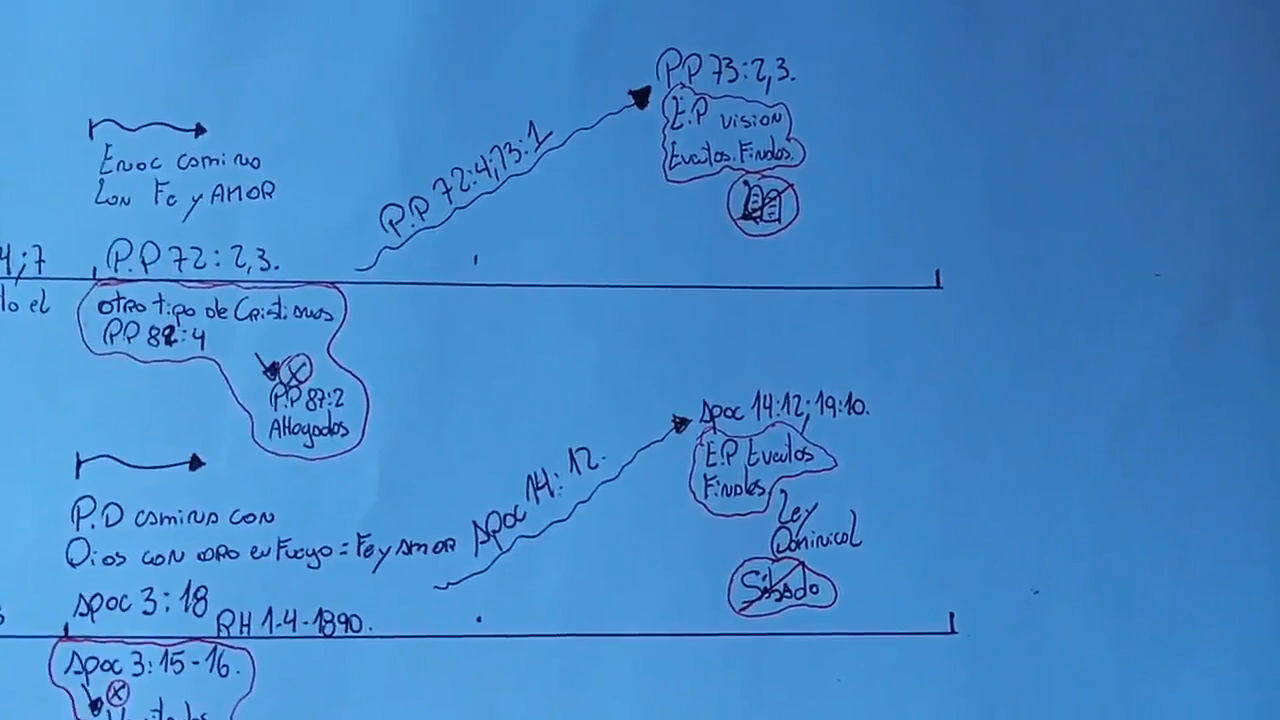 P.P 73:2,3.
E.P vision
Evcitos.Finales.
P.P 72:4;73:1
Enoc camino
con Fe y AMOR
4;7
P.P 72:2,3.
lo el
otro tipo de Cristianos
P.P 82:4
X
P.P 87:2
AHogados
Apoc 14:12;19:10.
E.P Evcitos
Finales
Ley
Dominical
Sábado
Apoc 14:12.
P.D camina con
Dios con oro en Fuego = Fe y Amor
Apoc 3:18
RH 1-4-1890.
Apoc 3:15-16.
X